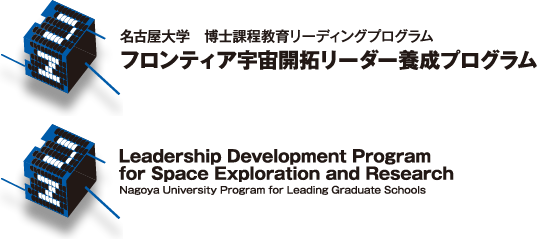 名古屋大学　博士課程教育リーディングプログラム
フロンティア宇宙開拓リーダー養成プログラム
Leadership Development Program
for Space Exploration and Research
Nagoya University Program for Leading Graduate Schools